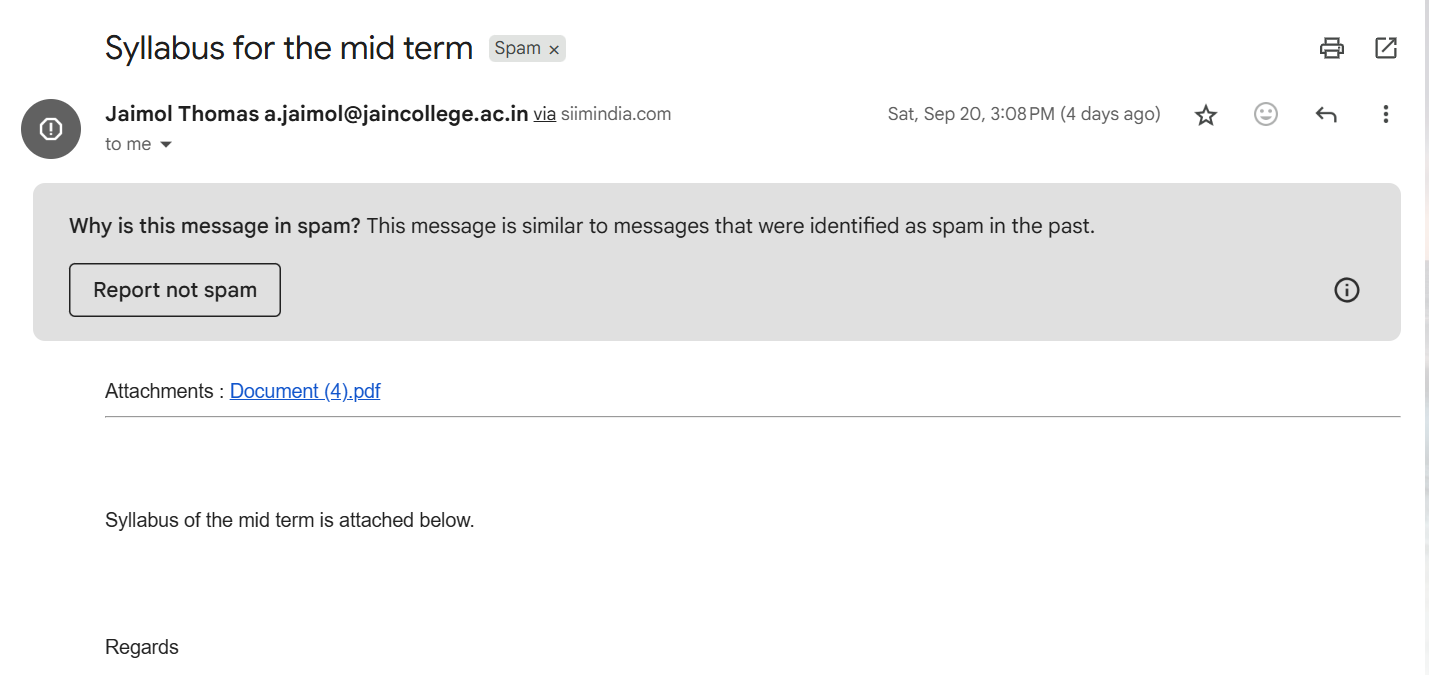 Syllabus for the mid term Spam ×
Jaimol Thomas a.jaimol@jaincollege.ac.in via siimindia.com Sat, Sep 20, 3:08 PM (4 days ago)
to me
Why is this message in spam? This message is similar to messages that were identified as spam in the past.
Report not spam
Attachments : Document (4).pdf
Syllabus of the mid term is attached below.
Regards